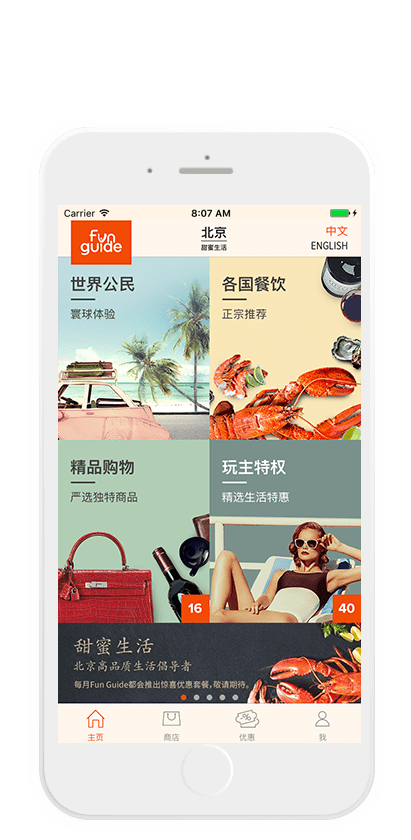 Carrier 8:07 AM
fun
guide
北京
甜蜜生活
中文
ENGLISH
世界公民
寰球体验
各国餐饮
正宗推荐
精品购物
严选独特商品
玩主特权
精选生活特惠
16
40
甜蜜生活
北京高品质生活倡导者
每月Fun Guide都会推出惊喜优惠套餐,敬请期待。
主页
商店
优惠
我